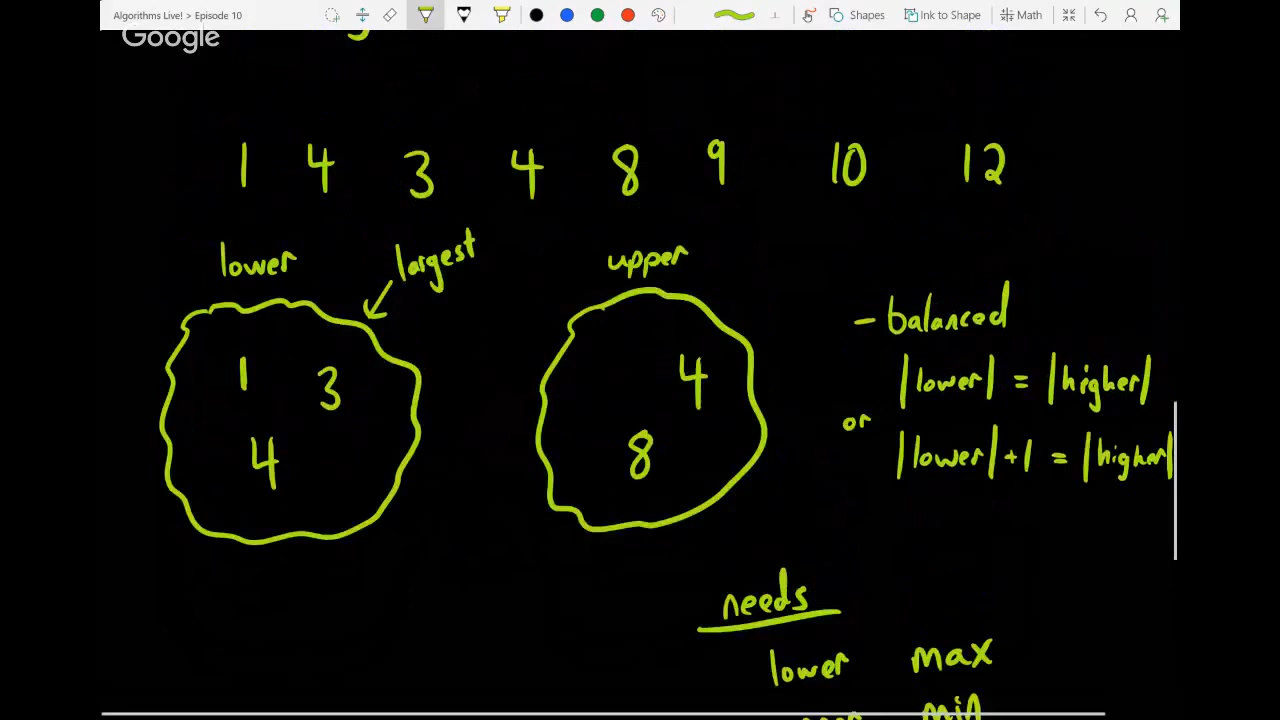 Algorithms Live! > Episode 10
Shapes
Ink to Shape
Math
Google
1 4 3 4 8 9 10 12
lower
largest
upper
1 3
4
4
8
- balanced
|lower| = |higher|
or
|lower| + 1 = |higher|
needs
lower max
min